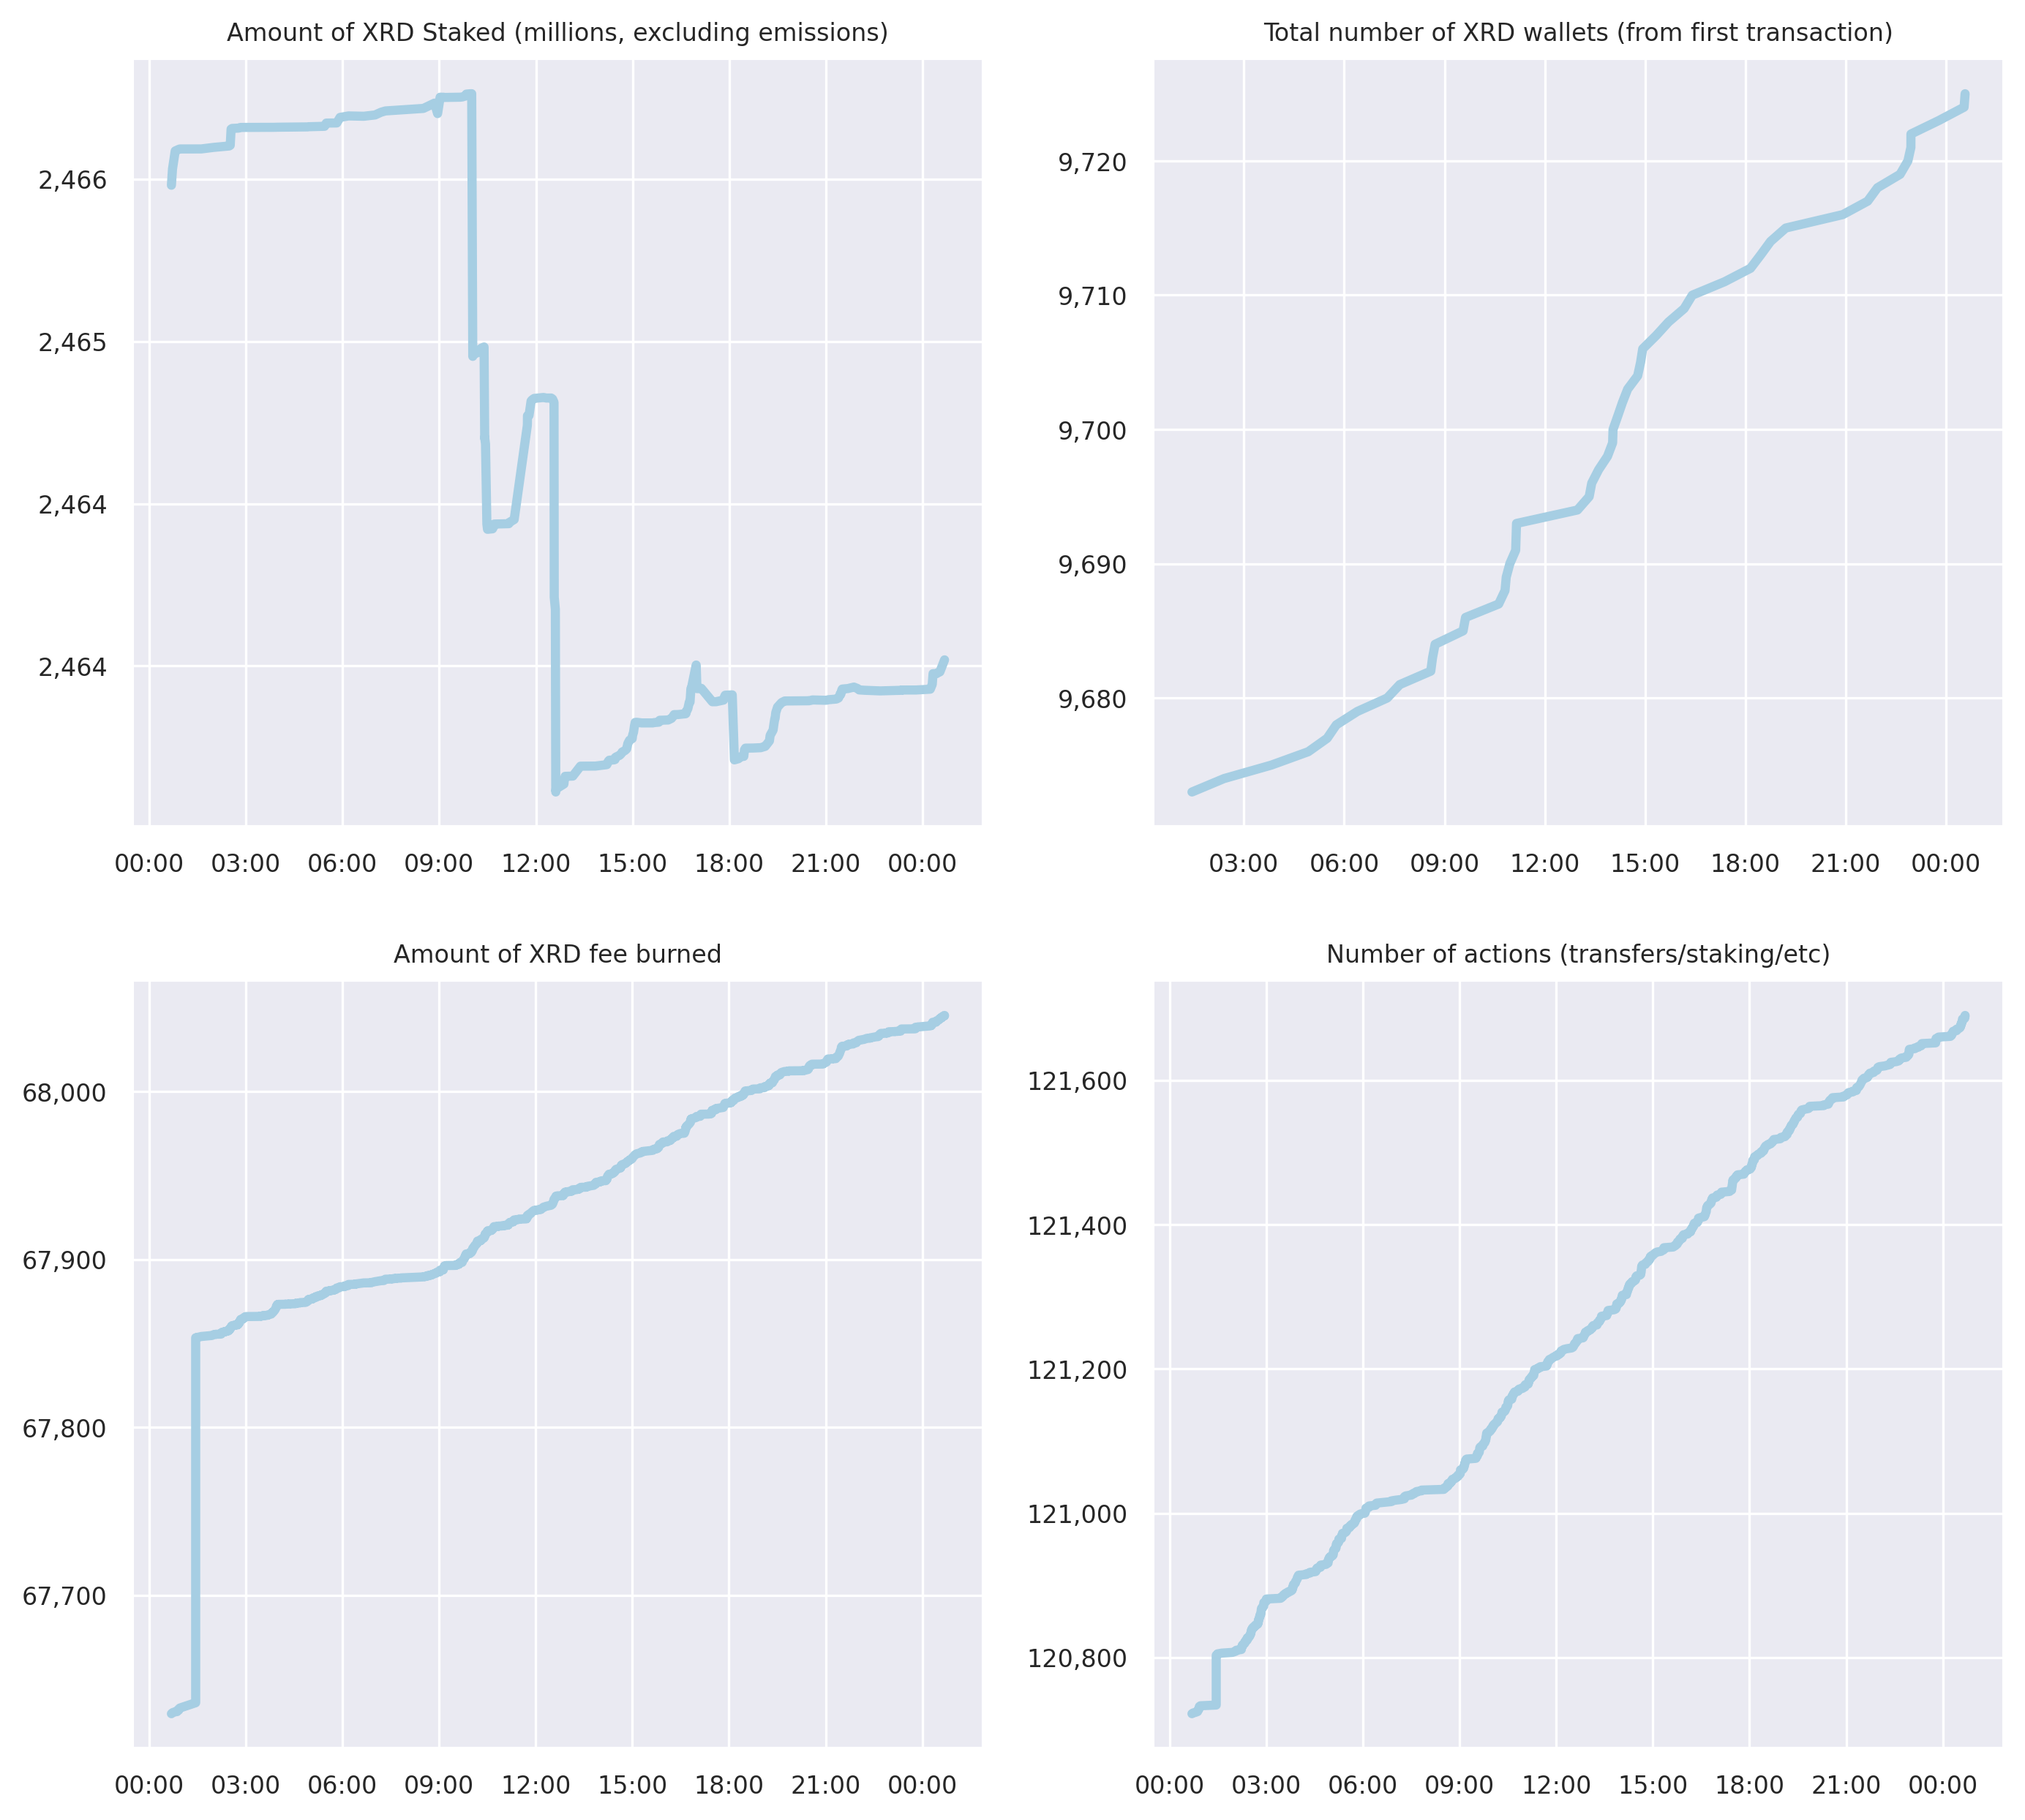 Amount of XRD Staked (millions, excluding emissions)
2,466
2,465
2,464
2,464
00:00 03:00 06:00 09:00 12:00 15:00 18:00 21:00 00:00
Total number of XRD wallets (from first transaction)
9,720
9,710
9,700
9,690
9,680
03:00 06:00 09:00 12:00 15:00 18:00 21:00 00:00
Amount of XRD fee burned
68,000
67,900
67,800
67,700
00:00 03:00 06:00 09:00 12:00 15:00 18:00 21:00 00:00
Number of actions (transfers/staking/etc)
121,600
121,400
121,200
121,000
120,800
00:00 03:00 06:00 09:00 12:00 15:00 18:00 21:00 00:00